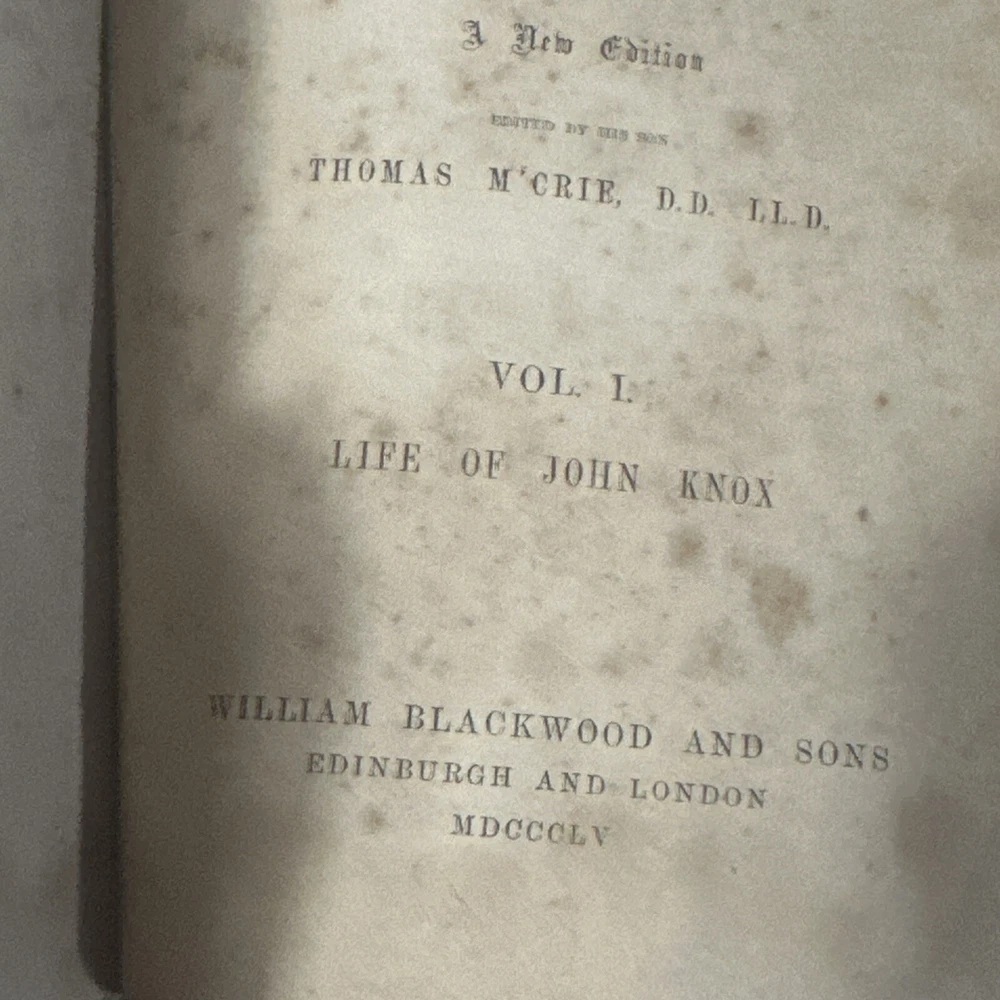 A New Edition
EDITED BY HIS SON
THOMAS M'CRIE, D.D. LL.D.
VOL. I.
LIFE OF JOHN KNOX
WILLIAM BLACKWOOD AND SONS
EDINBURGH AND LONDON
MDCCCLV